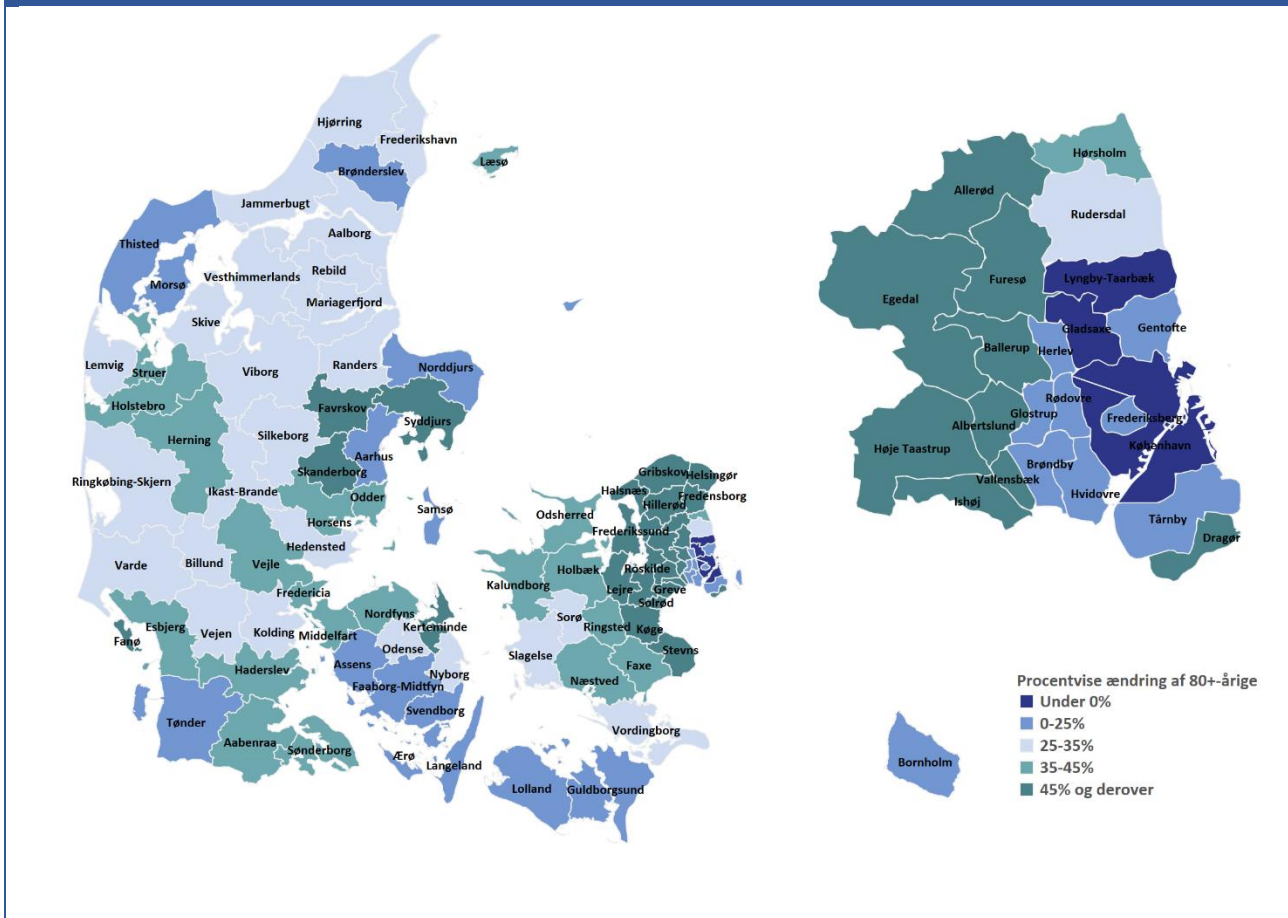 Hjørring
Frederikshavn
Læsø
Brønderslev
Jammerbugt
Thisted
Aalborg
Vesthimmerlands
Rebild
Morsø
Mariagerfjord
Skive
Lemvig
Struer
Viborg
Randers
Norddjurs
Holstebro
Favrskov
Syddjurs
Herning
Silkeborg
Aarhus
Skanderborg
Ringkøbing-Skjern
Ikast-Brande
Odder
Samsø
Horsens
Hedensted
Varde
Billund
Vejle
Fredericia
Nordfyns
Esbjerg
Vejen
Kolding
Middelfart
Kerteminde
Fanø
Odense
Assens
Nyborg
Haderslev
Faaborg-Midtfyn
Tønder
Svendborg
Aabenraa
Sønderborg
Ærø
Langeland
Gribskov
Helsingør
Halsnæs
Hillerød
Fredensborg
Odsherred
Frederikssund
Kalundborg
Holbæk
Roskilde
Lejre
Greve
Solrød
Sorø
Ringsted
Køge
Slagelse
Stevns
Næstved
Faxe
Vordingborg
Lolland
Guldborgsund
Hørsholm
Allerød
Rudersdal
Furesø
Lyngby-Taarbæk
Egedal
Gladsaxe
Gentofte
Ballerup
Herlev
Rødovre
Glostrup
Frederiksberg
Albertslund
Høje Taastrup
København
Brøndby
Vallensbæk
Hvidovre
Ishøj
Tårnby
Dragør
Bornholm
Procentvise ændring af 80+-årige
Under 0%
0-25%
25-35%
35-45%
45% og derover